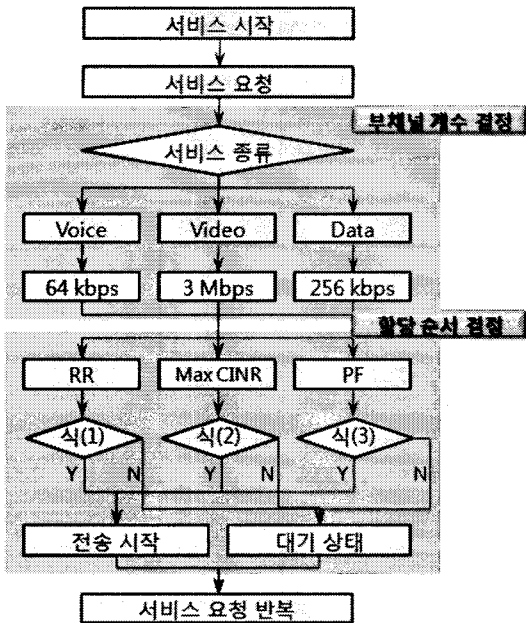 서비스 시작
서비스 요청
부채널 개수 결정
서비스 종류
Voice Video Data
64 kbps 3 Mbps 256 kbps
할당 순서 결정
RR Max CINR PF
식(1) 식(2) 식(3)
Y N Y N Y N
전송 시작 대기 상태
서비스 요청 반복